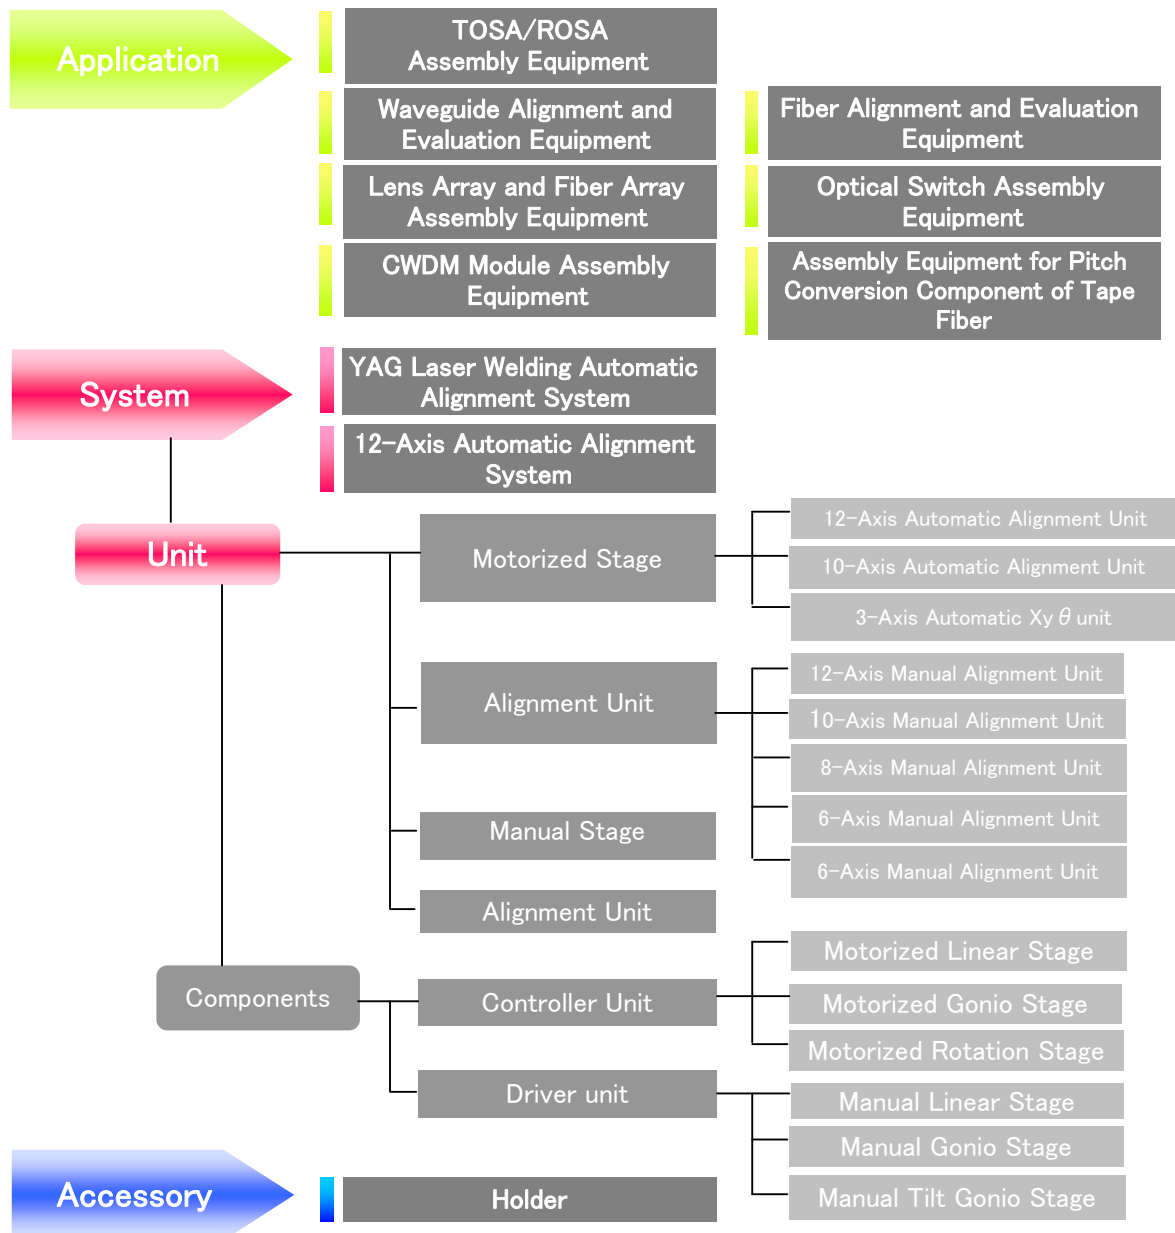 Application
TOSA/ROSA
Assembly Equipment
Waveguide Alignment and
Evaluation Equipment
Fiber Alignment and Evaluation
Equipment
Lens Array and Fiber Array
Assembly Equipment
Optical Switch Assembly
Equipment
CWDM Module Assembly
Equipment
Assembly Equipment for Pitch
Conversion Component of Tape
Fiber
System
YAG Laser Welding Automatic
Alignment System
12-Axis Automatic Alignment
System
Unit
Motorized Stage
12-Axis Automatic Alignment Unit
10-Axis Automatic Alignment Unit
3-Axis Automatic Xyθunit
Alignment Unit
12-Axis Manual Alignment Unit
10-Axis Manual Alignment Unit
8-Axis Manual Alignment Unit
6-Axis Manual Alignment Unit
6-Axis Manual Alignment Unit
Manual Stage
Alignment Unit
Components
Controller Unit
Motorized Linear Stage
Motorized Gonio Stage
Motorized Rotation Stage
Driver unit
Manual Linear Stage
Manual Gonio Stage
Manual Tilt Gonio Stage
Accessory
Holder